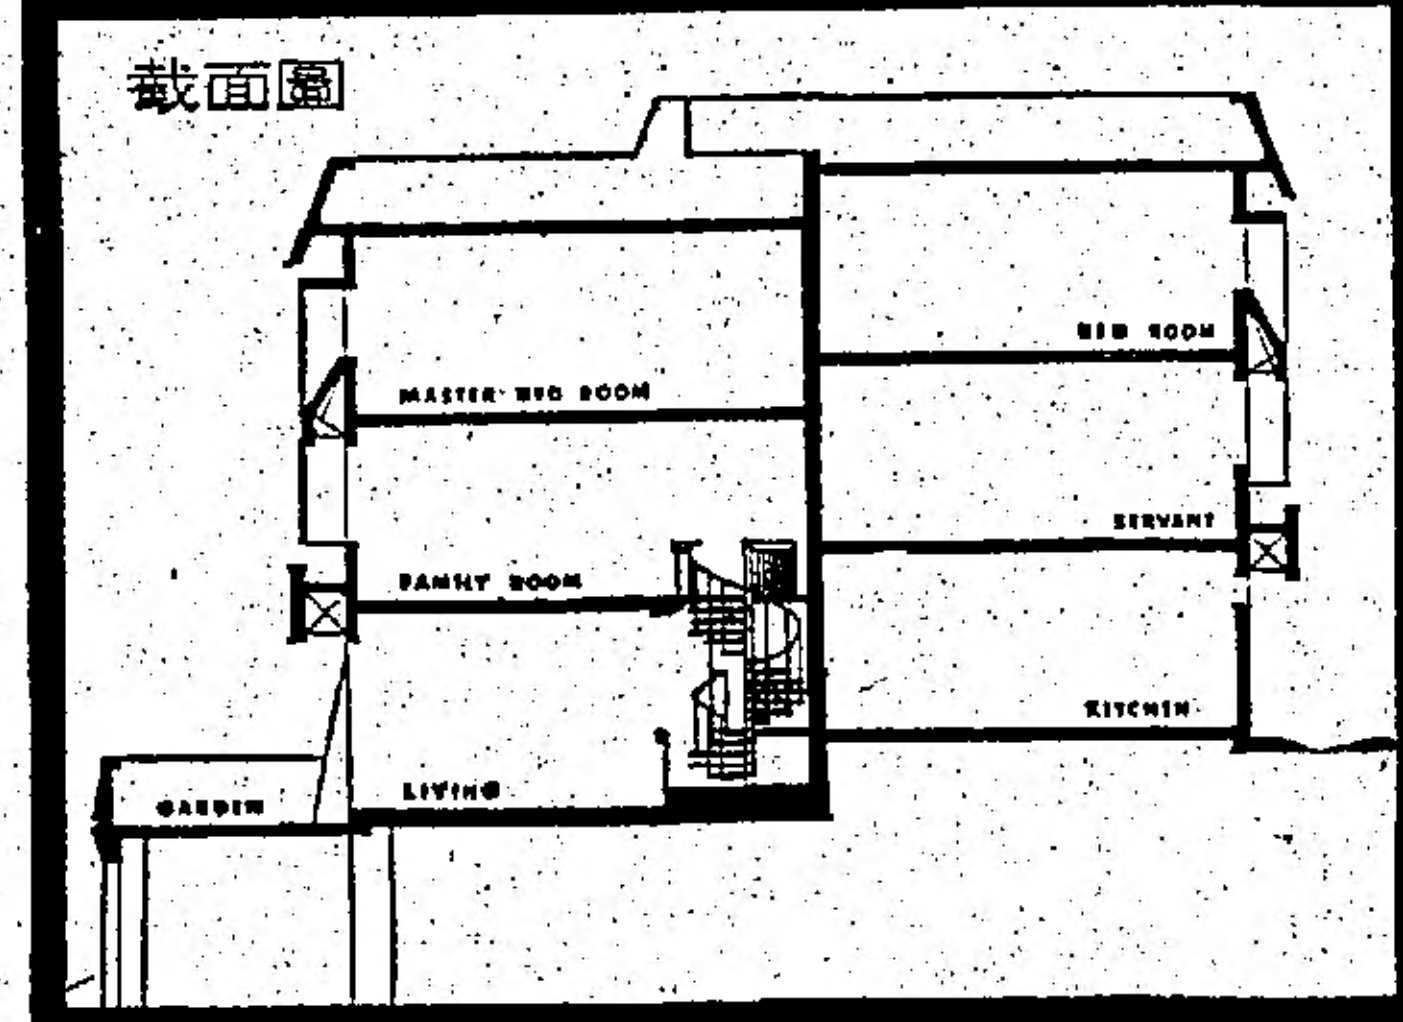 截面圖
BED ROOM
MASTER BED ROOM
SERVANT
FAMILY ROOM
KITCHEN
LIVING
GARDEN